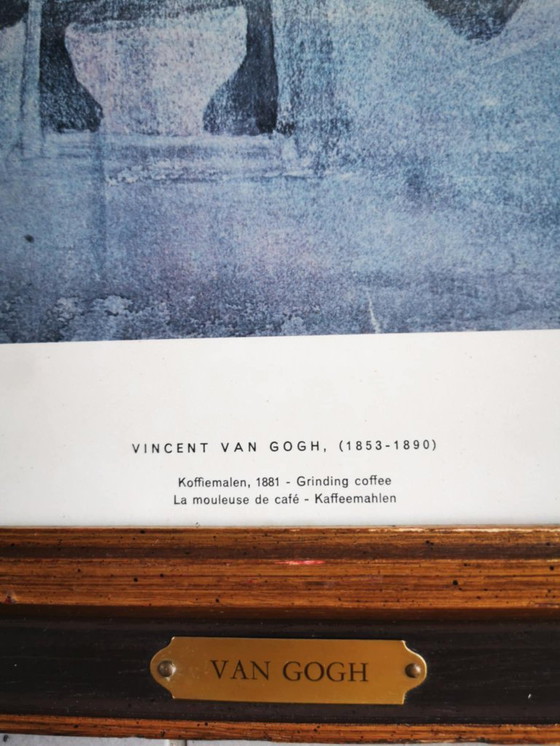 VINCENT VAN GOGH, (1853-1890)
Koffiemalen, 1881 - Grinding coffee
La mouleuse de café - Kaffeemahlen
VAN GOGH